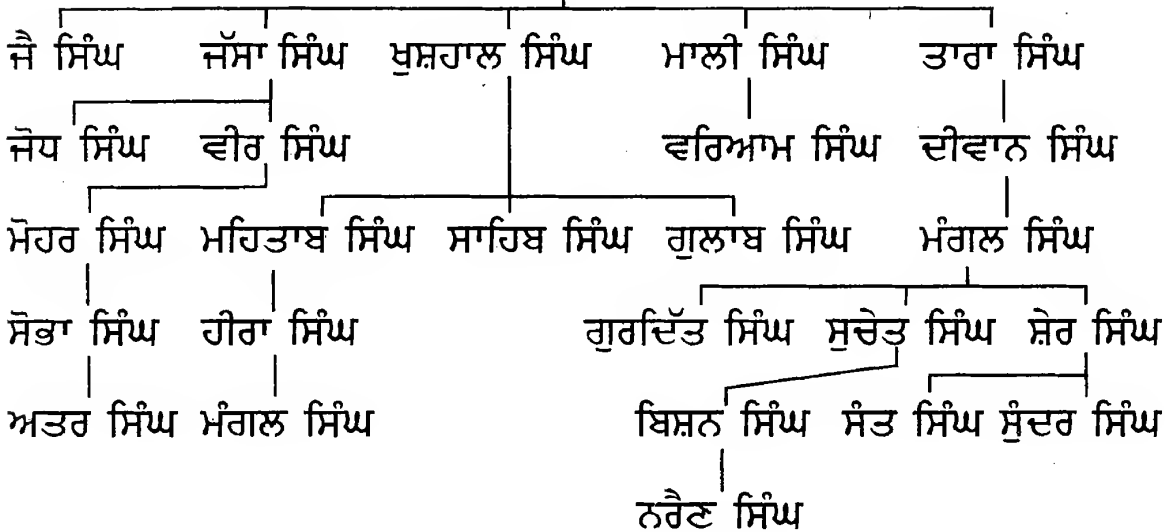 ਜੈ ਸਿੰਘ ਜੱਸਾ ਸਿੰਘ ਖੁਸ਼ਹਾਲ ਸਿੰਘ ਮਾਲੀ ਸਿੰਘ ਤਾਰਾ ਸਿੰਘ
ਜੋਧ ਸਿੰਘ ਵੀਰ ਸਿੰਘ ਵਰਿਆਮ ਸਿੰਘ ਦੀਵਾਨ ਸਿੰਘ
ਮੋਹਰ ਸਿੰਘ ਮਹਿਤਾਬ ਸਿੰਘ ਸਾਹਿਬ ਸਿੰਘ ਗੁਲਾਬ ਸਿੰਘ ਮੰਗਲ ਸਿੰਘ
ਸੋਭਾ ਸਿੰਘ ਹੀਰਾ ਸਿੰਘ ਗੁਰਦਿੱਤ ਸਿੰਘ ਸੁਚੇਤ ਸਿੰਘ ਸ਼ੇਰ ਸਿੰਘ
ਅਤਰ ਸਿੰਘ ਮੰਗਲ ਸਿੰਘ ਬਿਸ਼ਨ ਸਿੰਘ ਸੰਤ ਸਿੰਘ ਸੁੰਦਰ ਸਿੰਘ
ਨਰੈਣ ਸਿੰਘ